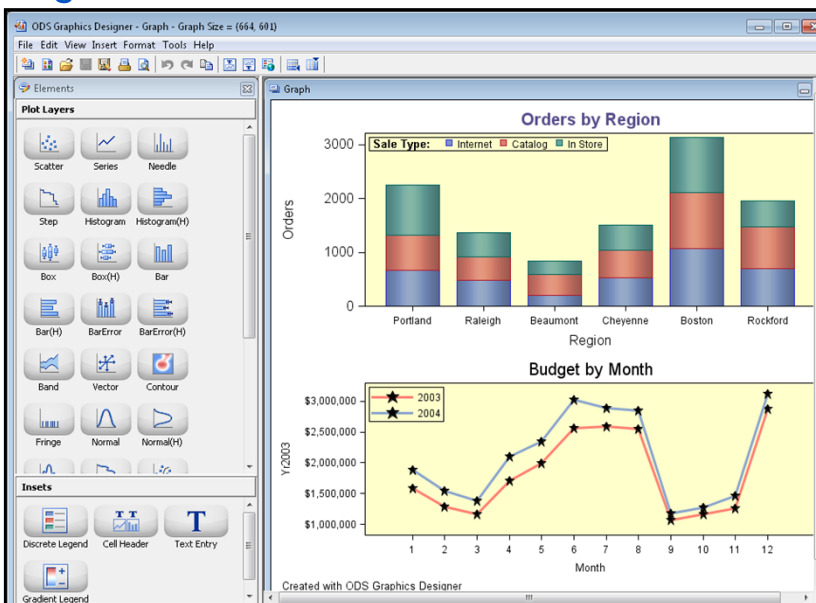 ODS Graphics Designer - Graph - Graph Size = (664, 601)
File Edit View Insert Format Tools Help
Elements
Plot Layers
Scatter Series Needle
Step Histogram Histogram(H)
Box Box(H) Bar
Bar(H) BarError BarError(H)
Band Vector Contour
Fringe Normal Normal(H)
Insets
Discrete Legend Cell Header Text Entry
Gradient Legend
Graph
Orders by Region
Sale Type: Internet Catalog In Store
3000
2000
1000
0
Orders
Portland Raleigh Beaumont Cheyenne Boston Rockford
Region
Budget by Month
2003
2004
$3,000,000
$2,500,000
$2,000,000
$1,500,000
$1,000,000
Yr2003
1 2 3 4 5 6 7 8 9 10 11 12
Month
Created with ODS Graphics Designer